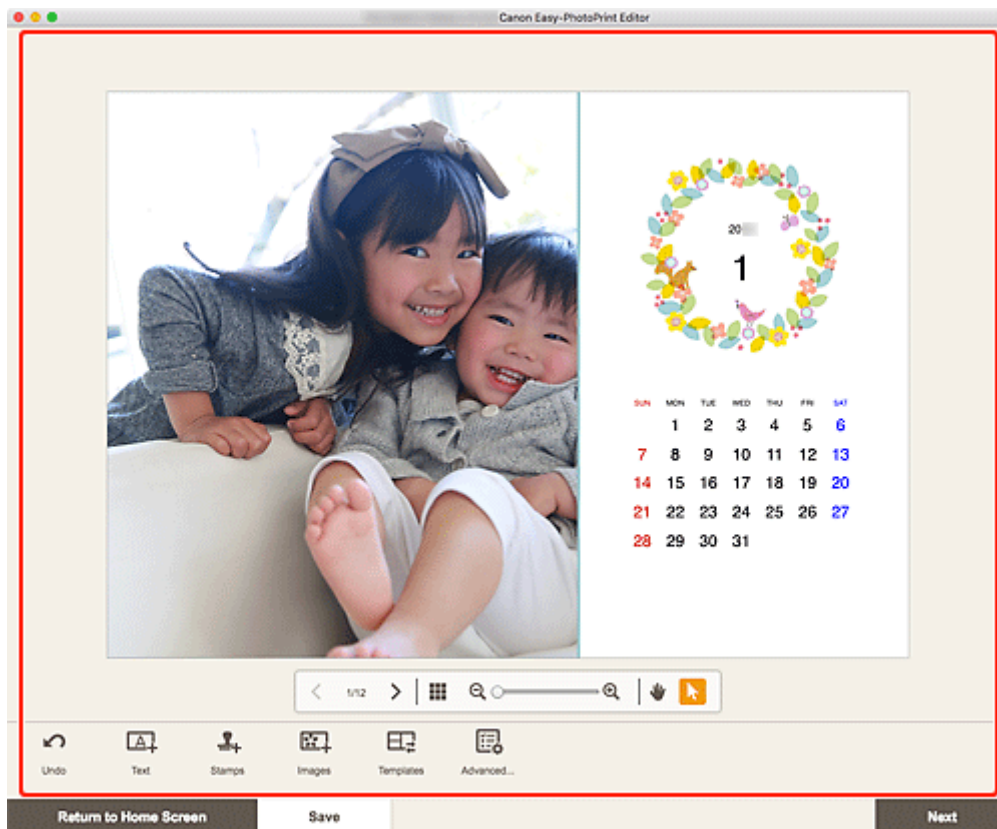 Canon Easy-PhotoPrint Editor
20
1
SUN MON TUE WED THU FRI SAT
1 2 3 4 5 6
7 8 9 10 11 12 13
14 15 16 17 18 19 20
21 22 23 24 25 26 27
28 29 30 31
1/12
Undo Text Stamps Images Templates Advanced...
Return to Home Screen Save Next